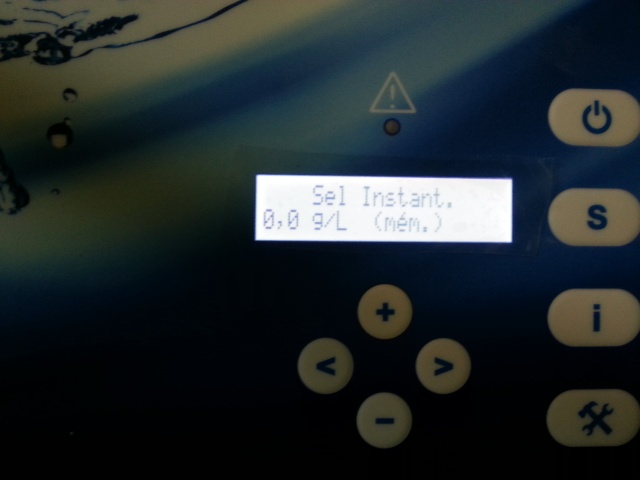 Sel Instant.
0,0 g/L (mém.)
S
+
i
< >
−